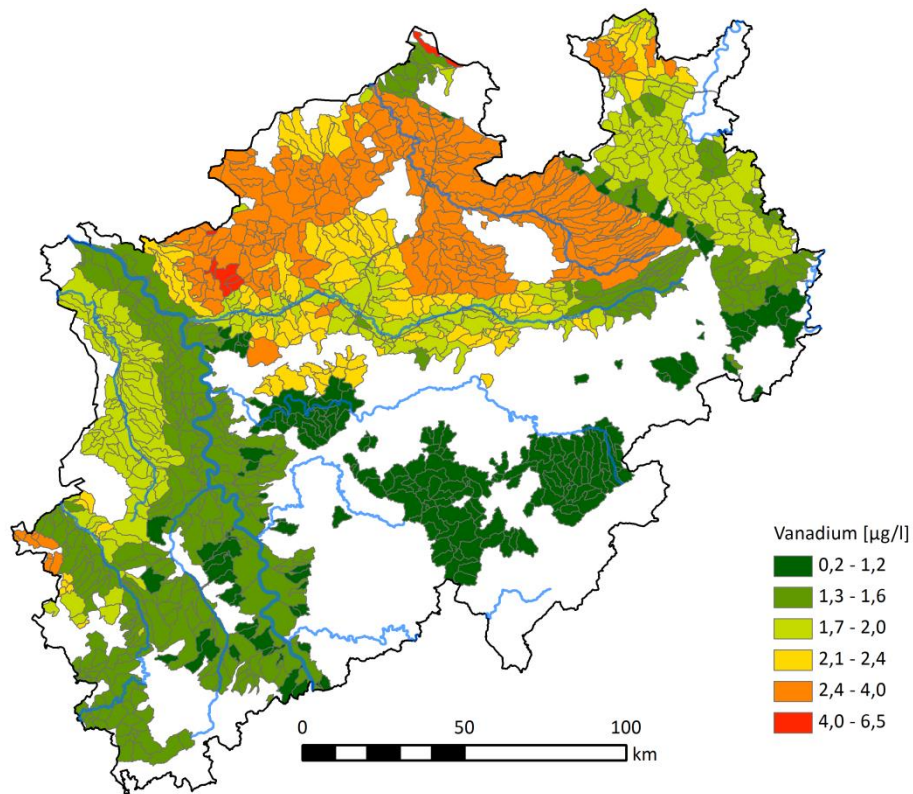 Vanadium [µg/l]
0,2 - 1,2
1,3 - 1,6
1,7 - 2,0
2,1 - 2,4
2,4 - 4,0
4,0 - 6,5
0 50 100
km